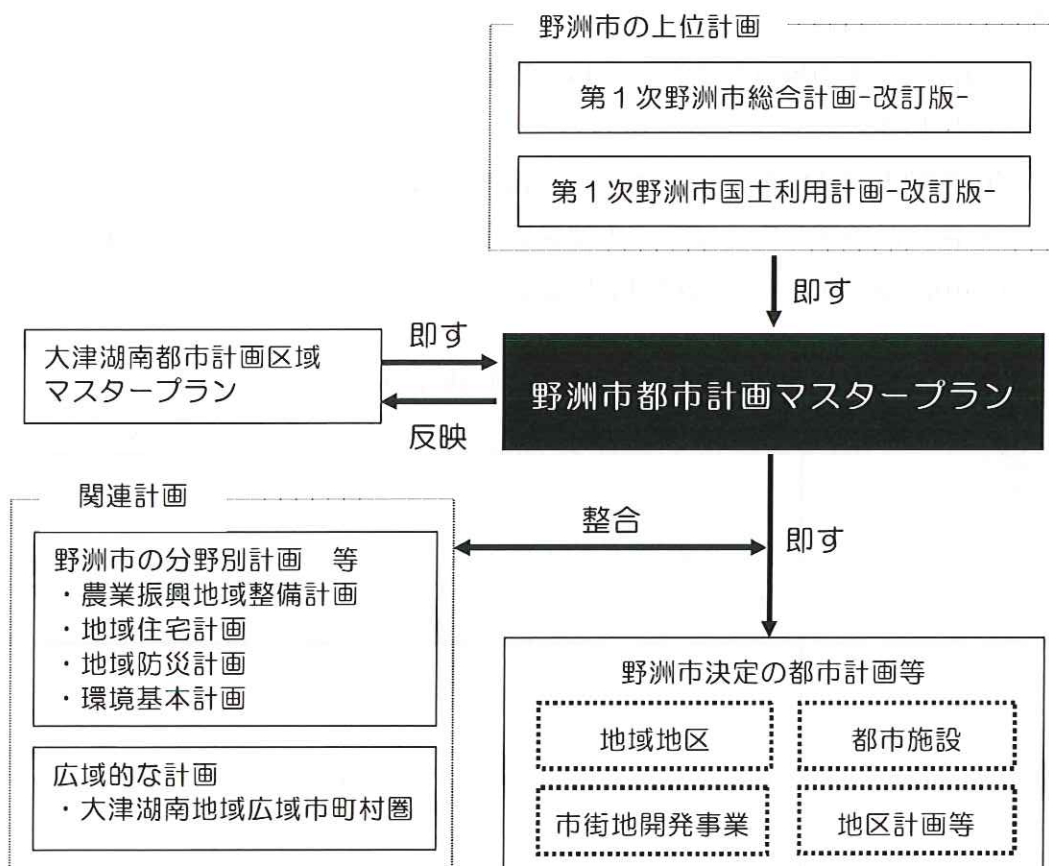 野洲市の上位計画
第1次野洲市総合計画-改訂版-
第1次野洲市国土利用計画-改訂版-
即す
大津湖南都市計画区域
マスタープラン
即す
反映
野洲市都市計画マスタープラン
関連計画
野洲市の分野別計画　等
・農業振興地域整備計画
・地域住宅計画
・地域防災計画
・環境基本計画
広域的な計画
・大津湖南地域広域市町村圏
整合
即す
野洲市決定の都市計画等
地域地区
都市施設
市街地開発事業
地区計画等